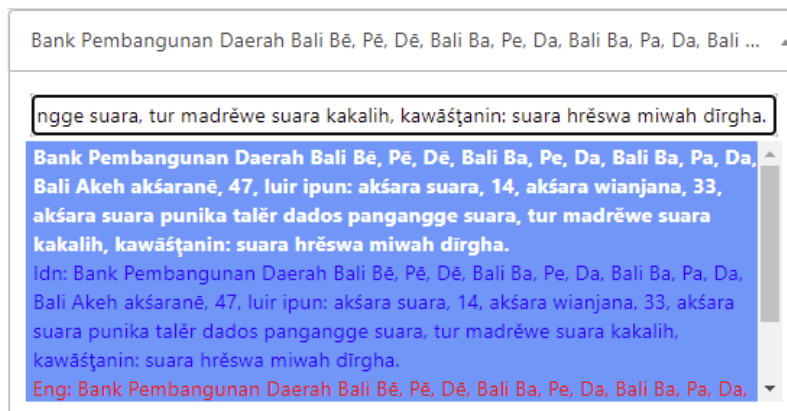 Bank Pembangunan Daerah Bali Bē, Pē, Dē, Bali Ba, Pe, Da, Bali Ba, Pa, Da, Bali ...
ngge suara, tur madrĕwe suara kakalih, kawāśţanin: suara hrĕswa miwah dīrgha.
Bank Pembangunan Daerah Bali Bē, Pē, Dē, Bali Ba, Pe, Da, Bali Ba, Pa, Da,
Bali Akeh akśaranē, 47, luir ipun: akśara suara, 14, akśara wianjana, 33,
akśara suara punika talĕr dados pangangge suara, tur madrĕwe suara
kakalih, kawāśţanin: suara hrĕswa miwah dīrgha.
Idn: Bank Pembangunan Daerah Bali Bē, Pē, Dē, Bali Ba, Pe, Da, Bali Ba, Pa, Da,
Bali Akeh akśaranē, 47, luir ipun: akśara suara, 14, akśara wianjana, 33, akśara
suara punika talĕr dados pangangge suara, tur madrĕwe suara kakalih,
kawāśţanin: suara hrĕswa miwah dīrgha.
Eng: Bank Pembangunan Daerah Bali Bē, Pē, Dē, Bali Ba, Pe, Da, Bali Ba, Pa, Da,